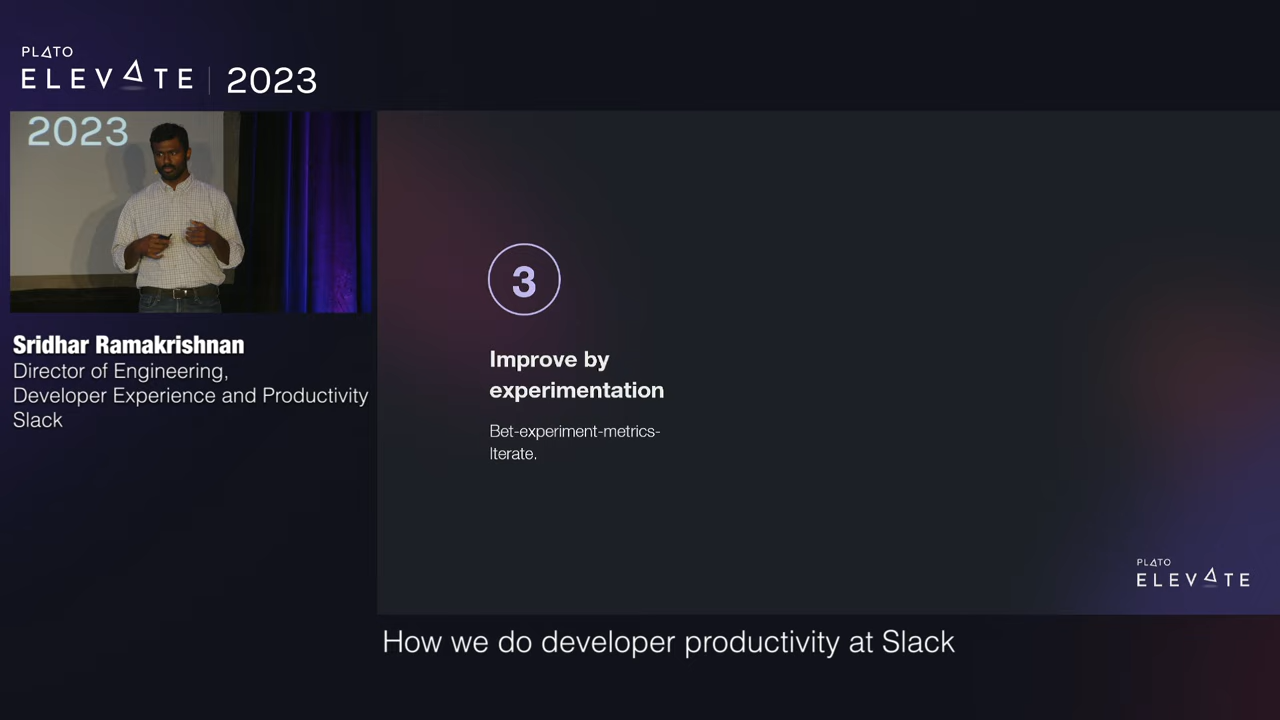 PLATO
ELEVATE | 2023
2023
Sridhar Ramakrishnan
Director of Engineering,
Developer Experience and Productivity
Slack
3
Improve by
experimentation
Bet-experiment-metrics-
Iterate.
PLATO
ELEVATE
How we do developer productivity at Slack